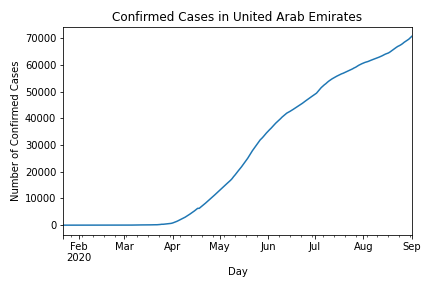 Confirmed Cases in United Arab Emirates
Number of Confirmed Cases
70000
60000
50000
40000
30000
20000
10000
0
Feb Mar Apr May Jun Jul Aug Sep
2020
Day